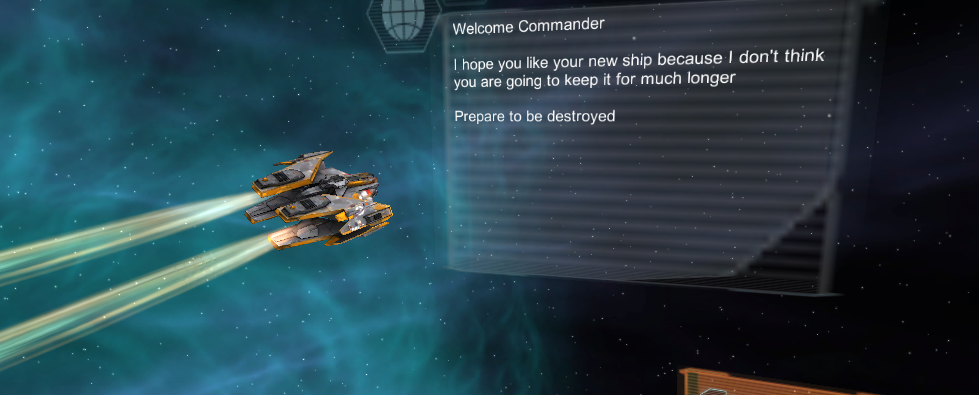 Welcome Commander
I hope you like your new ship because I don't think
you are going to keep it for much longer
Prepare to be destroyed